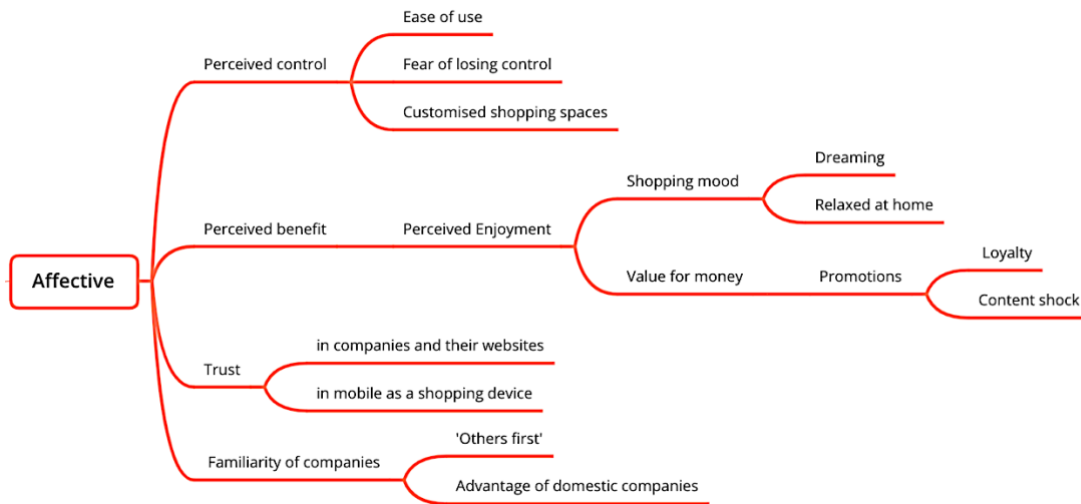 Affective
Perceived control
Ease of use
Fear of losing control
Customised shopping spaces
Perceived benefit
Perceived Enjoyment
Shopping mood
Dreaming
Relaxed at home
Value for money
Promotions
Loyalty
Content shock
Trust
in companies and their websites
in mobile as a shopping device
Familiarity of companies
'Others first'
Advantage of domestic companies